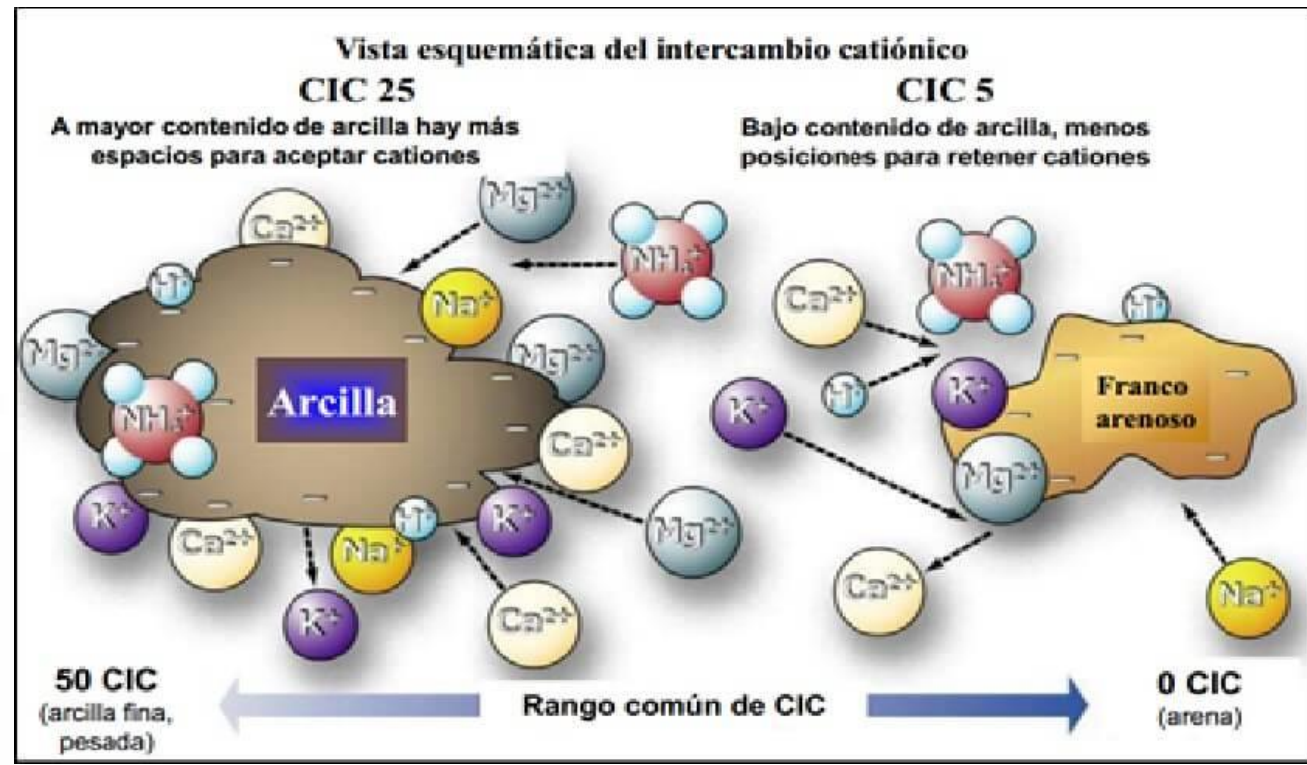 Vista esquemática del intercambio catiónico
CIC 25
A mayor contenido de arcilla hay más
espacios para aceptar cationes
CIC 5
Bajo contenido de arcilla, menos
posiciones para retener cationes
Ca²⁺
Mg²⁺
NH₄⁺
H⁺
Na⁺
Mg²⁺
Mg²⁺
NH₄⁺
Arcilla
Ca²⁺
K⁺
Ca²⁺
Na⁺
H⁺
K⁺
Mg²⁺
K⁺
Ca²⁺
NH₄⁺
Ca²⁺
H⁺
H⁺
K⁺
K⁺
Franco
arenoso
Mg²⁺
Ca²⁺
Na⁺
50 CIC
(arcilla fina,
pesada)
Rango común de CIC
0 CIC
(arena)